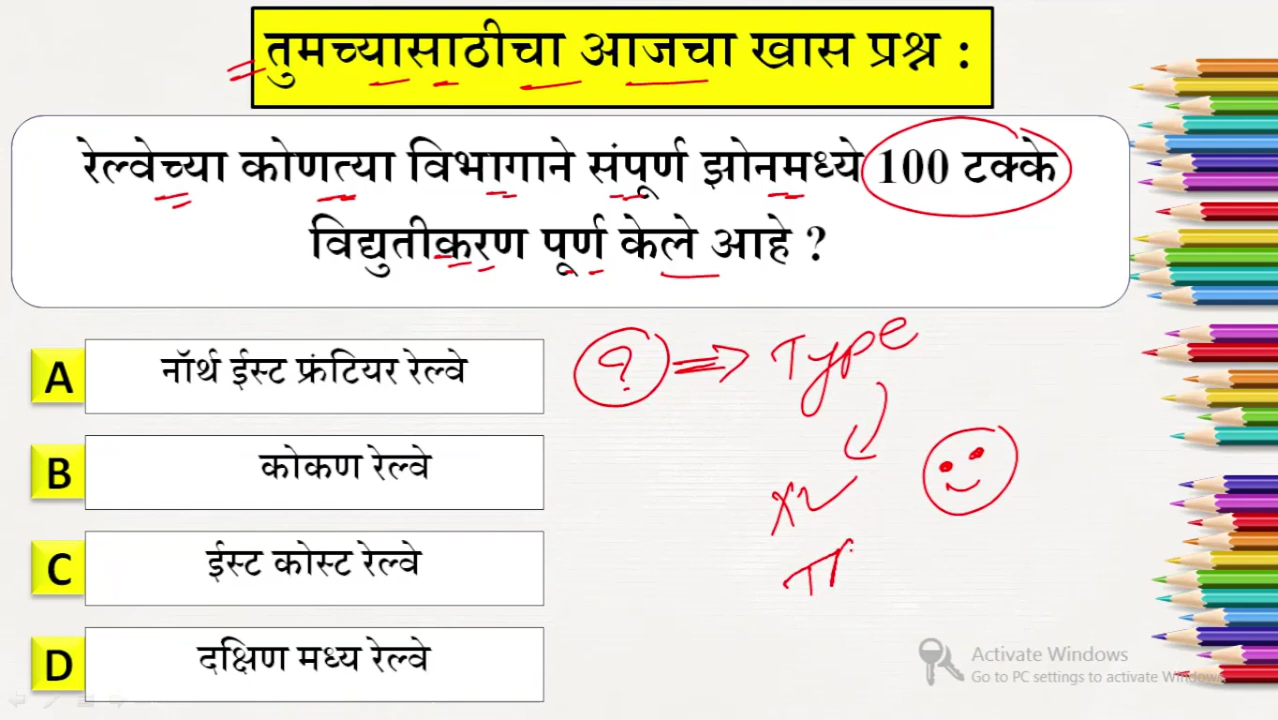 तुमच्यासाठीचा आजचा खास प्रश्न :
रेल्वेच्या कोणत्या विभागाने संपूर्ण झोनमध्ये 100 टक्के
विद्युतीकरण पूर्ण केले आहे ?
A नॉर्थ ईस्ट फ्रंटियर रेल्वे
? ⇒ Type
B कोकण रेल्वे
C ईस्ट कोस्ट रेल्वे
D दक्षिण मध्य रेल्वे
Activate Windows
Go to PC settings to activate Windows.